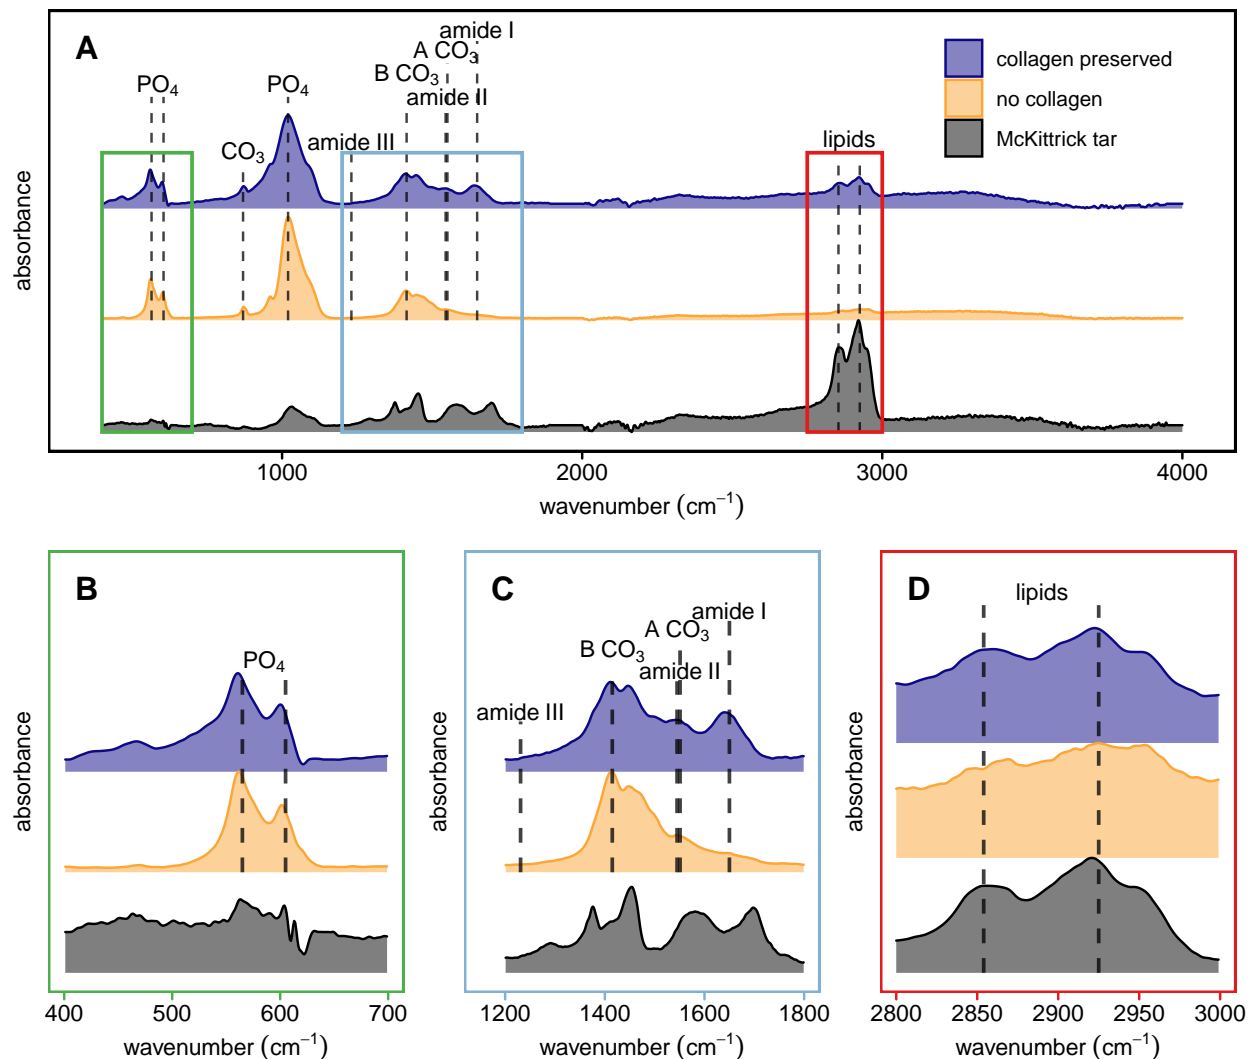 A
amide I
A CO₃
B CO₃
amide II
PO₄
PO₄
CO₃
amide III
lipids
collagen preserved
no collagen
McKittrick tar
absorbance
1000
2000
3000
4000
wavenumber (cm⁻¹)
B
PO₄
absorbance
400
500
600
700
wavenumber (cm⁻¹)
C
amide I
A CO₃
B CO₃
amide II
amide III
absorbance
1200
1400
1600
1800
wavenumber (cm⁻¹)
D
lipids
absorbance
2800
2850
2900
2950
3000
wavenumber (cm⁻¹)